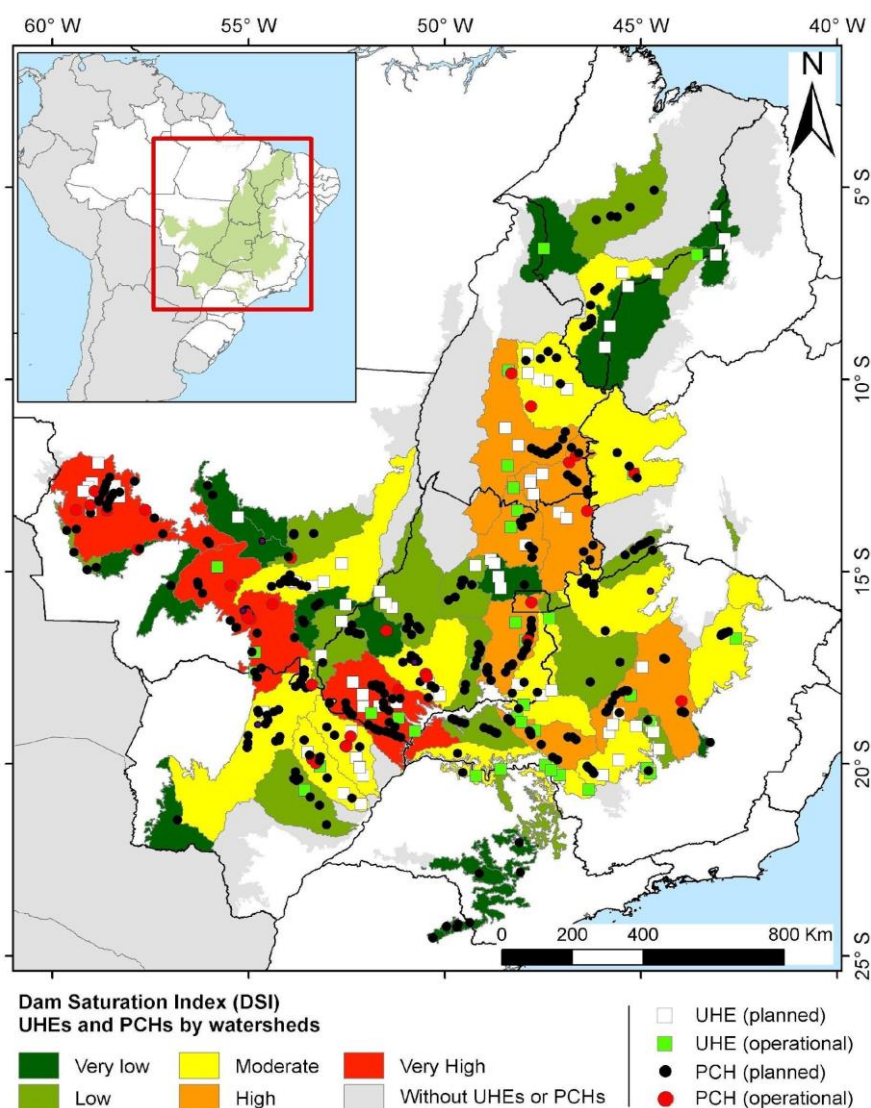 60° W 55° W 50° W 45° W 40° W
N
5°S
10°S
15°S
20°S
25°S
0 200 400 800 Km
Dam Saturation Index (DSI)
UHEs and PCHs by watersheds
Very low Moderate Very High
Low High Without UHEs or PCHs
UHE (planned)
UHE (operational)
PCH (planned)
PCH (operational)